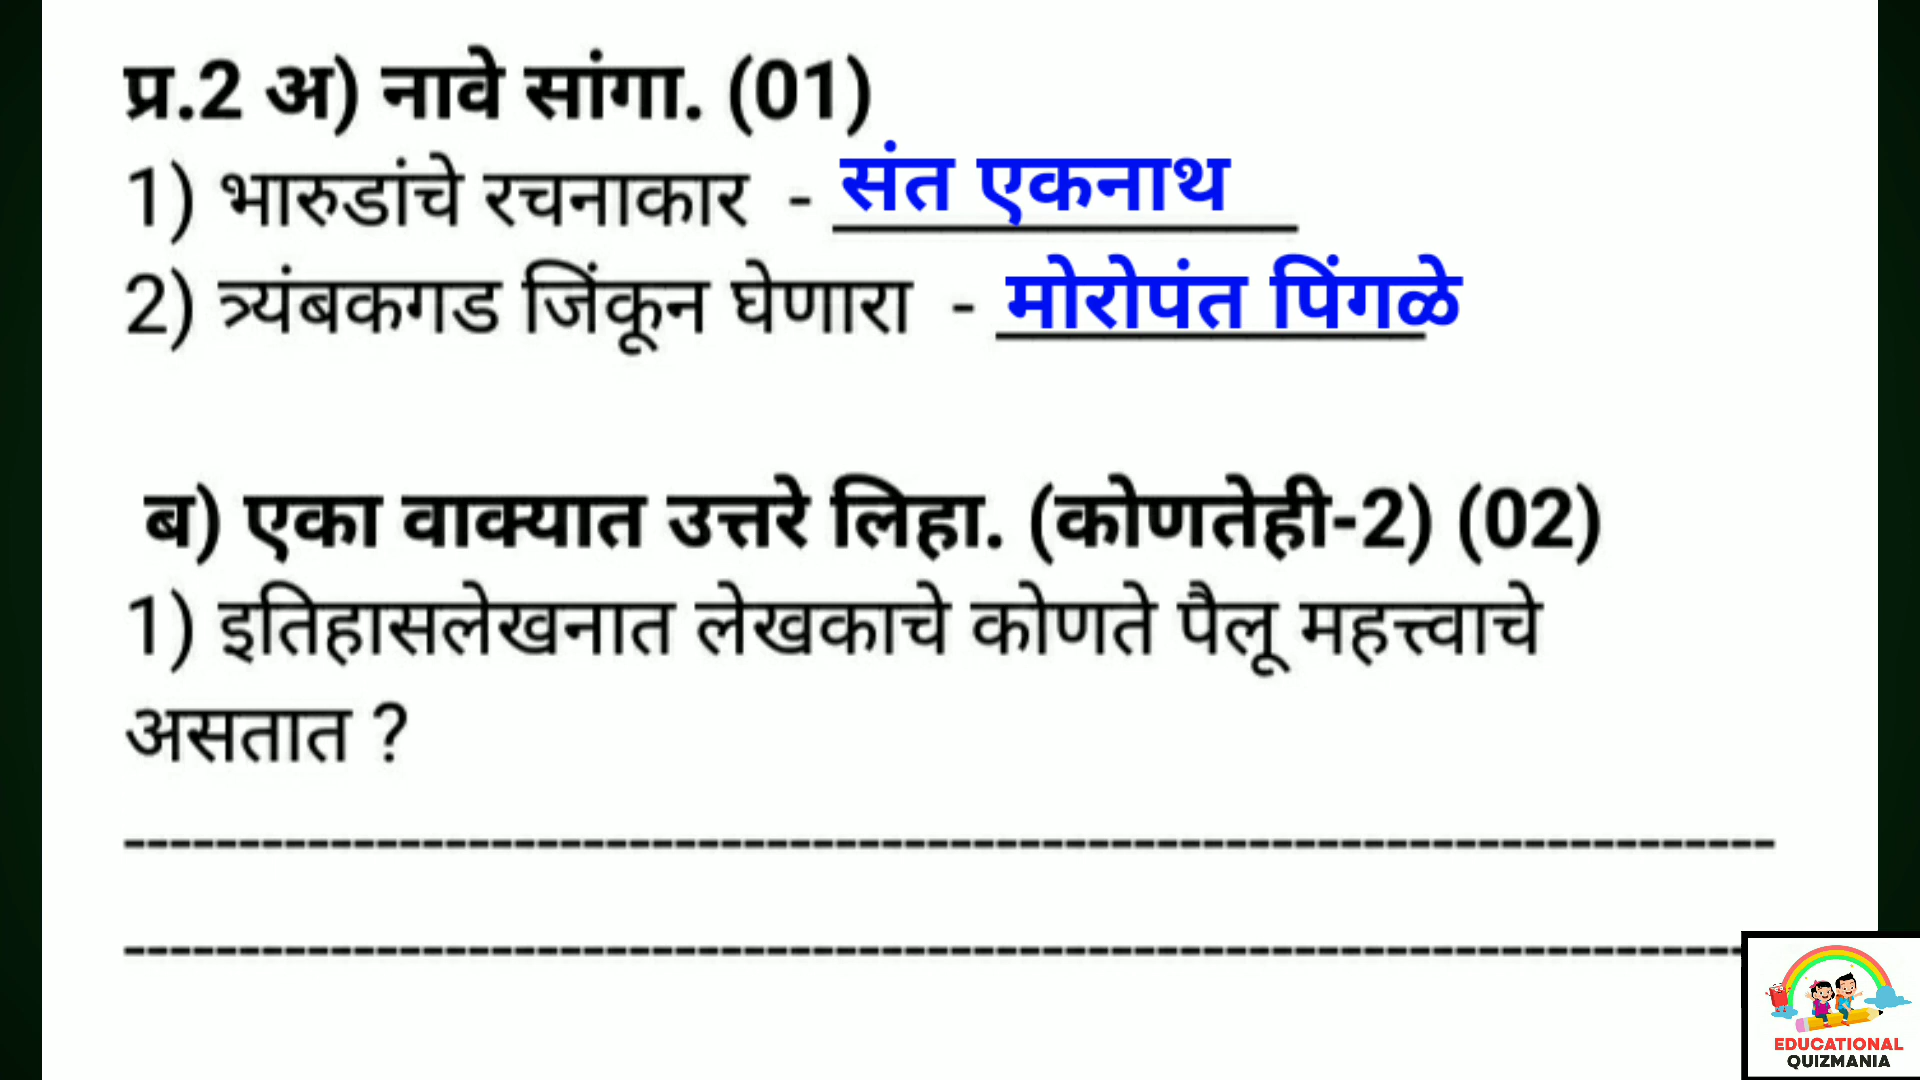 प्र.2 अ) नावे सांगा. (01)
1) भारुडांचे रचनाकार - संत एकनाथ
2) त्र्यंबकगड जिंकून घेणारा - मोरोपंत पिंगळे
ब) एका वाक्यात उत्तरे लिहा. (कोणतेही-2) (02)
1) इतिहासलेखनात लेखकाचे कोणते पैलू महत्त्वाचे
असतात ?
EDUCATIONAL
QUIZMANIA